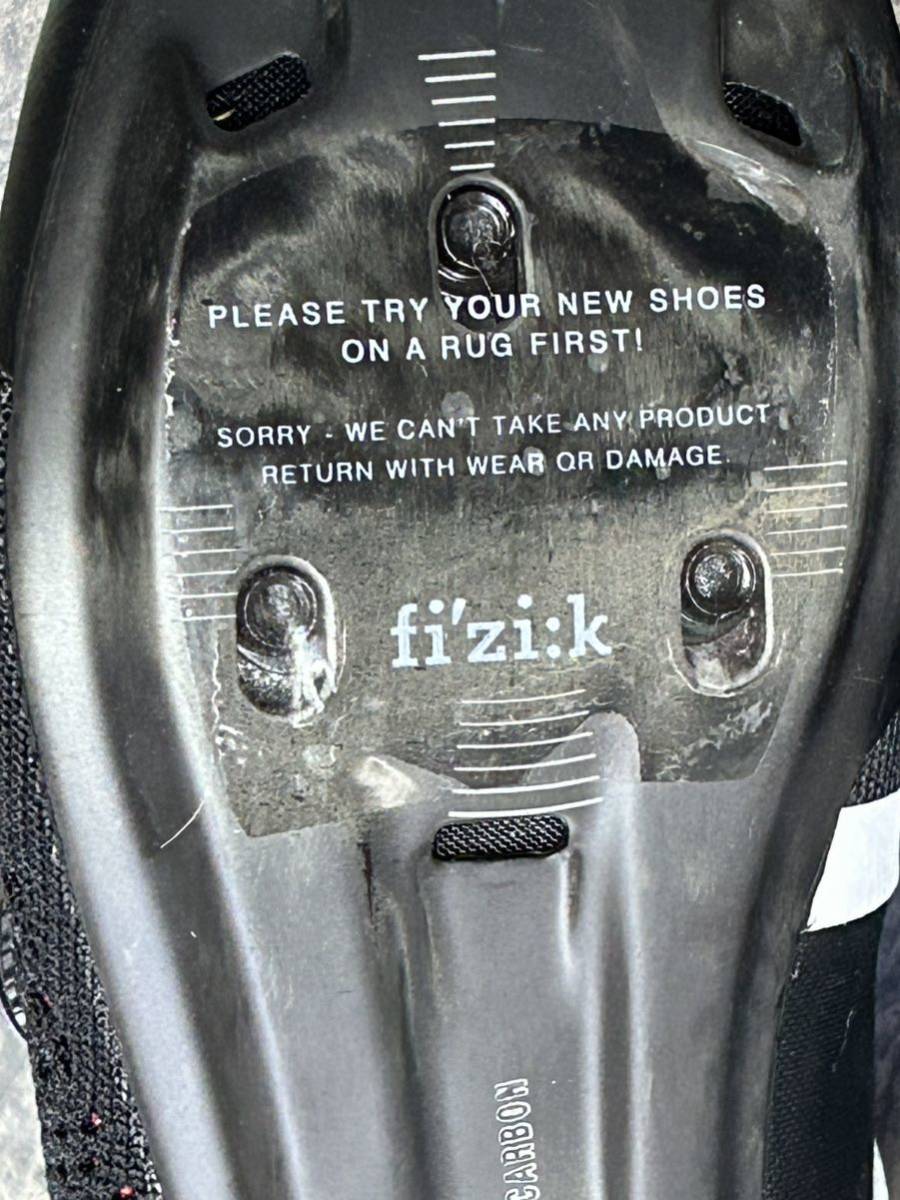 PLEASE TRY YOUR NEW SHOES
ON A RUG FIRST!
SORRY - WE CAN'T TAKE ANY PRODUCT
RETURN WITH WEAR OR DAMAGE.
fi'zi:k
CARBON